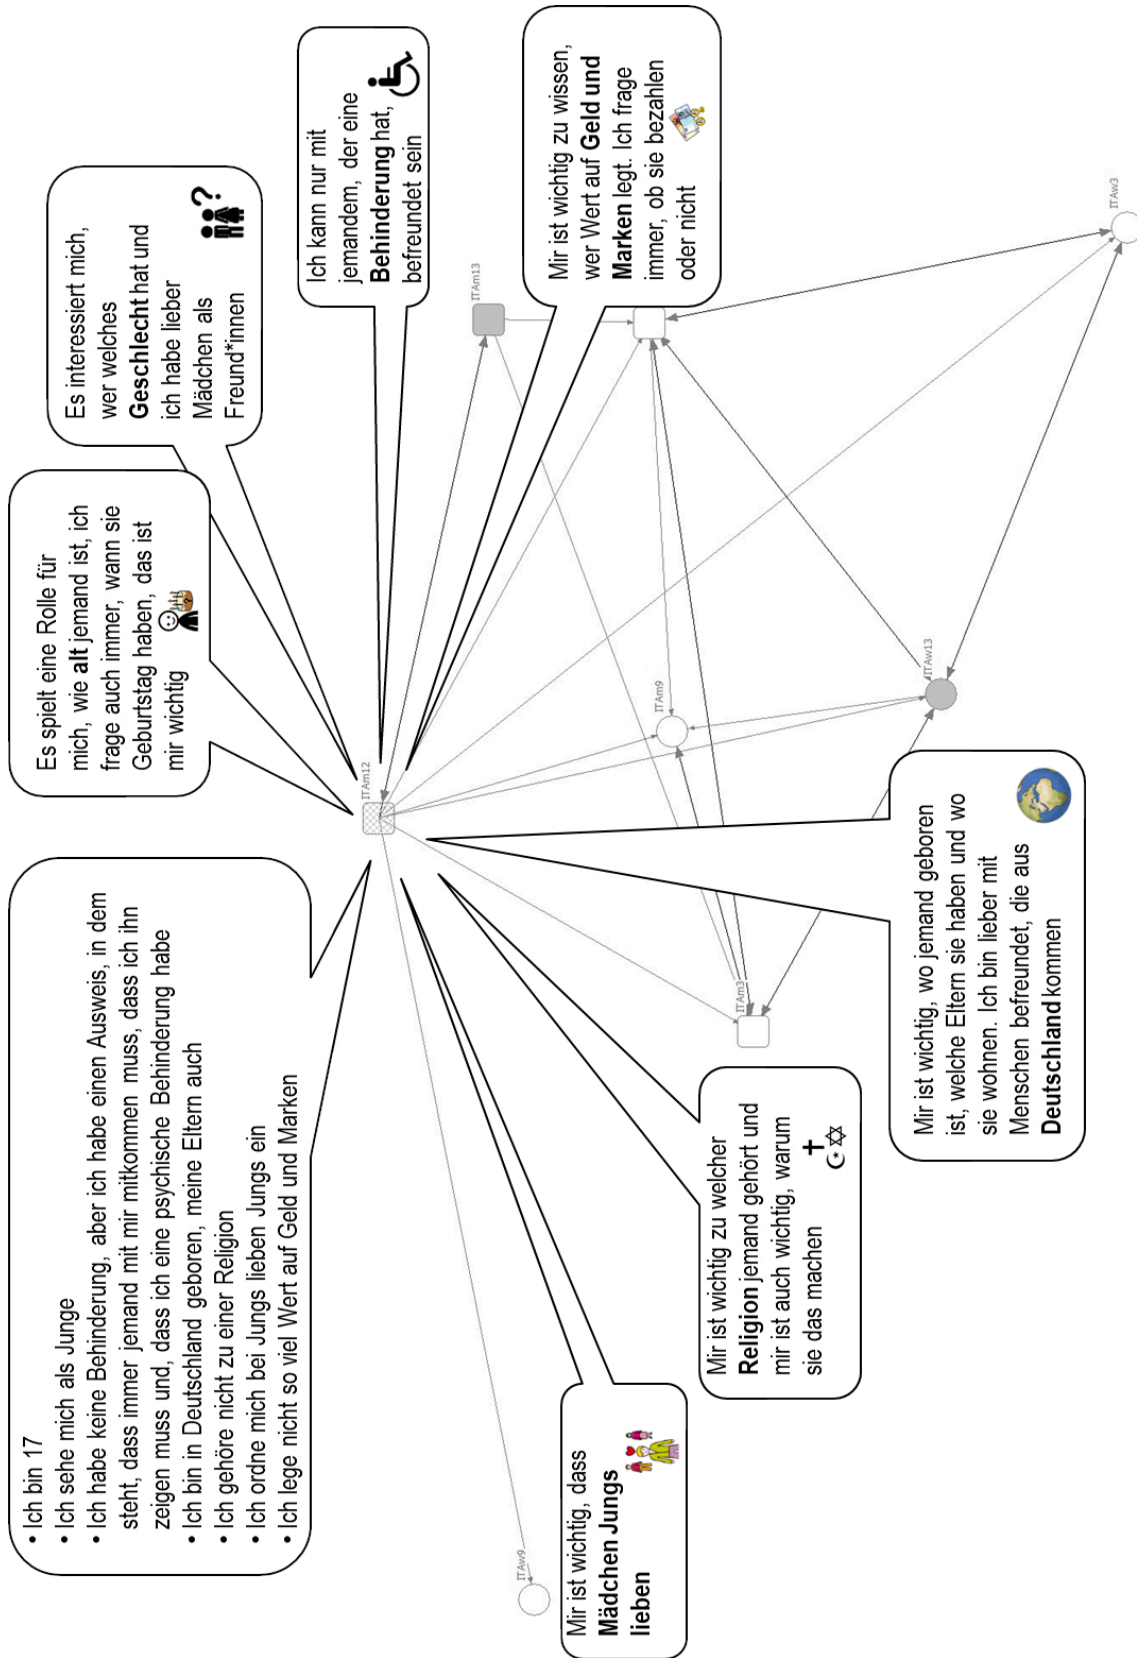 • Ich bin 17
• Ich sehe mich als Junge
• Ich habe keine Behinderung, aber ich habe einen Ausweis, in dem
steht, dass immer jemand mit mir mitkommen muss, dass ich ihn
zeigen muss und, dass ich eine psychische Behinderung habe
• Ich bin in Deutschland geboren, meine Eltern auch
• Ich gehöre nicht zu einer Religion
• Ich ordne mich bei Jungs lieben Jungs ein
• Ich lege nicht so viel Wert auf Geld und Marken
Es spielt eine Rolle für
mich, wie alt jemand ist, ich
frage auch immer, wann sie
Geburtstag haben, das ist
mir wichtig
Es interessiert mich,
wer welches
Geschlecht hat und
ich habe lieber
Mädchen als
Freund*innen
?
Ich kann nur mit
jemandem, der eine
Behinderung hat,
befreundet sein
Mir ist wichtig zu wissen,
wer Wert auf Geld und
Marken legt. Ich frage
immer, ob sie bezahlen
oder nicht
ITAm12
ITAm13
ITAw9
ITAm9
ITAm3
ITAw13
ITAw3
Mir ist wichtig, dass
Mädchen Jungs
lieben
Mir ist wichtig zu welcher
Religion jemand gehört und
mir ist auch wichtig, warum
sie das machen
Mir ist wichtig, wo jemand geboren
ist, welche Eltern sie haben und wo
sie wohnen. Ich bin lieber mit
Menschen befreundet, die aus
Deutschland kommen